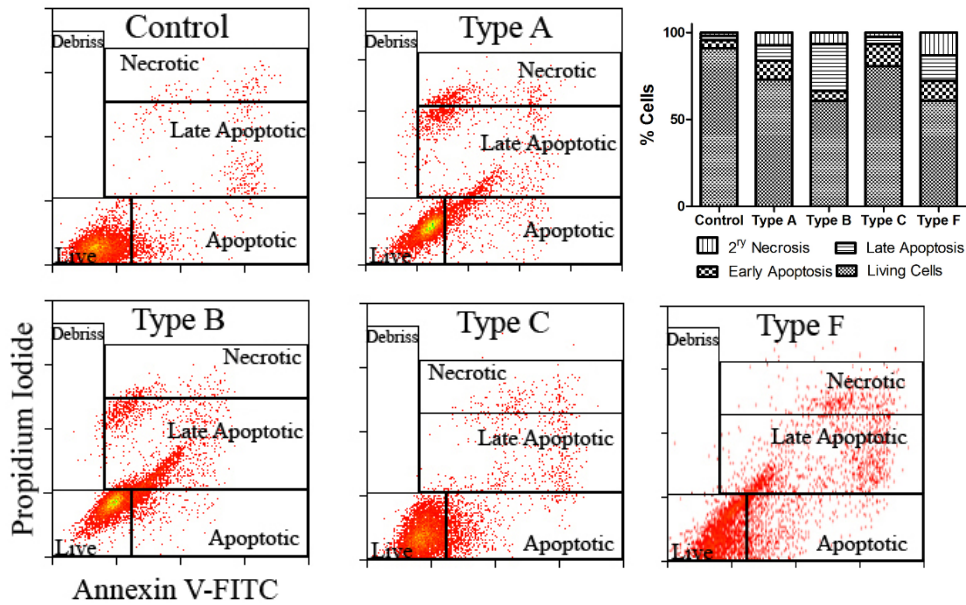 Control
Debriss
Necrotic
Late Apoptotic
Apoptotic
Live
Type A
Debriss
Necrotic
Late Apoptotic
Apoptotic
Live
100
50
0
% Cells
Control Type A Type B Type C Type F
2ry Necrosis Late Apoptosis
Early Apoptosis Living Cells
Type B
Debriss
Necrotic
Late Apoptotic
Apoptotic
Live
Type C
Debriss
Necrotic
Late Apoptotic
Apoptotic
Live
Type F
Debriss
Necrotic
Late Apoptotic
Apoptotic
Live
Propidium Iodide
Annexin V-FITC